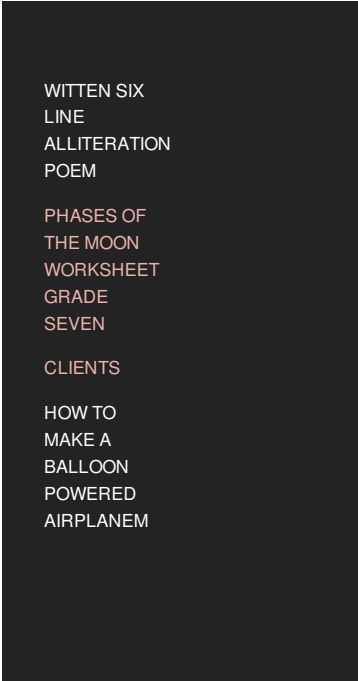 WITTEN SIX
LINE
ALLITERATION
POEM
PHASES OF
THE MOON
WORKSHEET
GRADE
SEVEN
CLIENTS
HOW TO
MAKE A
BALLOON
POWERED
AIRPLANEM